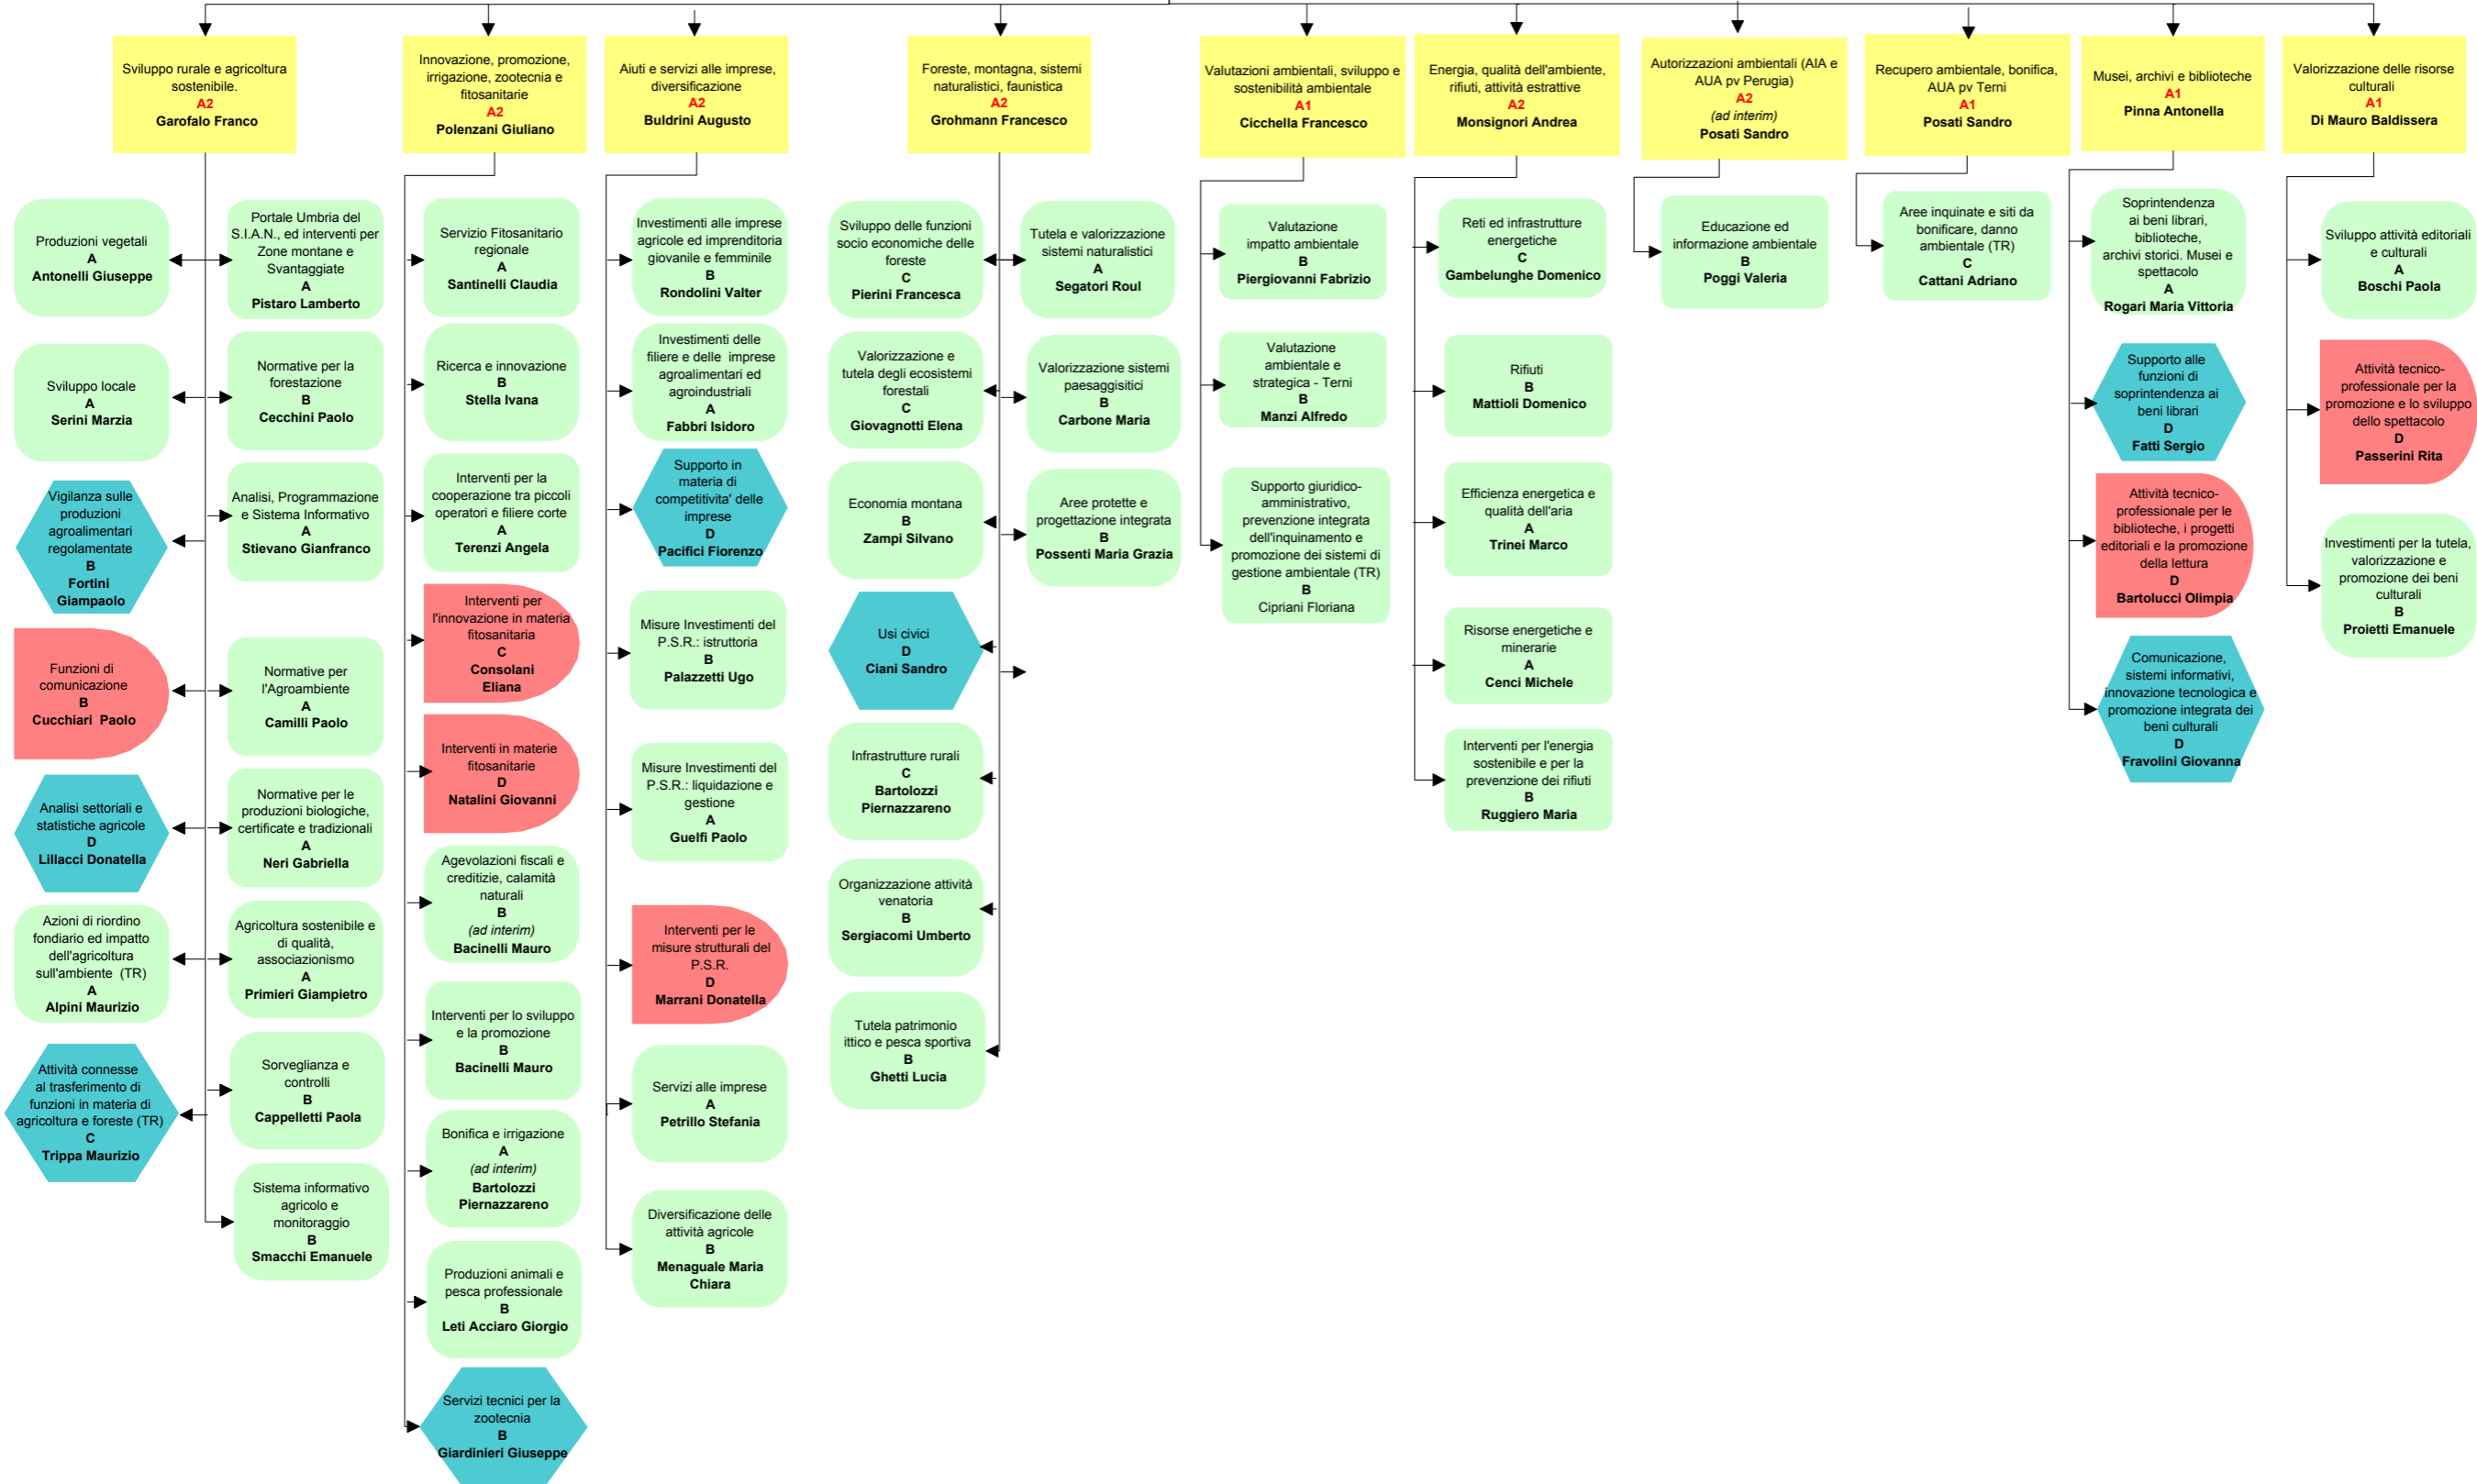 Sviluppo rurale e agricoltura
sostenibile.
A2
Garofalo Franco
Innovazione, promozione,
irrigazione, zootecnia e
fitosanitarie
A2
Polenzani Giuliano
Aiuti e servizi alle imprese,
diversificazione
A2
Buldrini Augusto
Foreste, montagna, sistemi
naturalistici, faunistica
A2
Grohmann Francesco
Valutazioni ambientali, sviluppo e
sostenibilità ambientale
A1
Cicchella Francesco
Energia, qualità dell'ambiente,
rifiuti, attività estrattive
A2
Monsignori Andrea
Autorizzazioni ambientali (AIA e
AUA pv Perugia)
A2
(ad interim)
Posati Sandro
Recupero ambientale, bonifica,
AUA pv Terni
A1
Posati Sandro
Musei, archivi e biblioteche
A1
Pinna Antonella
Valorizzazione delle risorse
culturali
A1
Di Mauro Baldissera
Produzioni vegetali
A
Antonelli Giuseppe
Sviluppo locale
A
Serini Marzia
Vigilanza sulle
produzioni
agroalimentari
regolamentate
B
Fortini
Giampaolo
Funzioni di
comunicazione
B
Cucchiari  Paolo
Analisi settoriali e
statistiche agricole
D
Lillacci Donatella
Azioni di riordino
fondiario ed impatto
dell'agricoltura
sull'ambiente  (TR)
A
Alpini Maurizio
Attività connesse
al trasferimento di
funzioni in materia di
agricoltura e foreste (TR)
C
Trippa Maurizio
Portale Umbria del
S.I.A.N., ed interventi per
Zone montane e
Svantaggiate
A
Pistaro Lamberto
Normative per la
forestazione
B
Cecchini Paolo
Analisi, Programmazione
e Sistema Informativo
A
Stievano Gianfranco
Normative per
l'Agroambiente
A
Camilli Paolo
Normative per le
produzioni biologiche,
certificate e tradizionali
A
Neri Gabriella
Agricoltura sostenibile e
di qualità,
associazionismo
A
Primieri Giampietro
Sorveglianza e
controlli
B
Cappelletti Paola
Sistema informativo
agricolo e
monitoraggio
B
Smacchi Emanuele
Servizio Fitosanitario
regionale
A
Santinelli Claudia
Ricerca e innovazione
B
Stella Ivana
Interventi per la
cooperazione tra piccoli
operatori e filiere corte
A
Terenzi Angela
Interventi per
l'innovazione in materia
fitosanitaria
C
Consolani
Eliana
Interventi in materie
fitosanitarie
D
Natalini Giovanni
Agevolazioni fiscali e
creditizie, calamità
naturali
B
(ad interim)
Bacinelli Mauro
Interventi per lo sviluppo
e la promozione
B
Bacinelli Mauro
Bonifica e irrigazione
A
(ad interim)
Bartolozzi
Piernazzareno
Produzioni animali e
pesca professionale
B
Leti Acciaro Giorgio
Servizi tecnici per la
zootecnia
B
Giardinieri Giuseppe
Investimenti alle imprese
agricole ed imprenditoria
giovanile e femminile
B
Rondolini Valter
Investimenti delle
filiere e delle  imprese
agroalimentari ed
agroindustriali
A
Fabbri Isidoro
Supporto in
materia di
competitivita' delle
imprese
D
Pacifici Fiorenzo
Misure Investimenti del
P.S.R.: istruttoria
B
Palazzetti Ugo
Misure Investimenti del
P.S.R.: liquidazione e
gestione
A
Guelfi Paolo
Interventi per le
misure strutturali del
P.S.R.
D
Marrani Donatella
Servizi alle imprese
A
Petrillo Stefania
Diversificazione delle
attività agricole
B
Menaguale Maria
Chiara
Sviluppo delle funzioni
socio economiche delle
foreste
C
Pierini Francesca
Valorizzazione e
tutela degli ecosistemi
forestali
C
Giovagnotti Elena
Economia montana
B
Zampi Silvano
Usi civici
D
Ciani Sandro
Infrastrutture rurali
C
Bartolozzi
Piernazzareno
Organizzazione attività
venatoria
B
Sergiacomi Umberto
Tutela patrimonio
ittico e pesca sportiva
B
Ghetti Lucia
Tutela e valorizzazione
sistemi naturalistici
A
Segatori Roul
Valorizzazione sistemi
paesaggisitici
B
Carbone Maria
Aree protette e
progettazione integrata
B
Possenti Maria Grazia
Valutazione
impatto ambientale
B
Piergiovanni Fabrizio
Valutazione
ambientale e
strategica - Terni
B
Manzi Alfredo
Supporto giuridico-
amministrativo,
prevenzione integrata
dell'inquinamento e
promozione dei sistemi di
gestione ambientale (TR)
B
Cipriani Floriana
Reti ed infrastrutture
energetiche
C
Gambelunghe Domenico
Rifiuti
B
Mattioli Domenico
Efficienza energetica e
qualità dell'aria
A
Trinei Marco
Risorse energetiche e
minerarie
A
Cenci Michele
Interventi per l'energia
sostenibile e per la
prevenzione dei rifiuti
B
Ruggiero Maria
Educazione ed
informazione ambientale
B
Poggi Valeria
Aree inquinate e siti da
bonificare, danno
ambientale (TR)
C
Cattani Adriano
Soprintendenza
ai beni librari,
biblioteche,
archivi storici. Musei e
spettacolo
A
Rogari Maria Vittoria
Supporto alle
funzioni di
soprintendenza ai
beni librari
D
Fatti Sergio
Attività tecnico-
professionale per le
biblioteche, i progetti
editoriali e la promozione
della lettura
D
Bartolucci Olimpia
Comunicazione,
sistemi informativi,
innovazione tecnologica e
promozione integrata dei
beni culturali
D
Fravolini Giovanna
Sviluppo attività editoriali
e culturali
A
Boschi Paola
Attività tecnico-
professionale per la
promozione e lo sviluppo
dello spettacolo
D
Passerini Rita
Investimenti per la tutela,
valorizzazione e
promozione dei beni
culturali
B
Proietti Emanuele